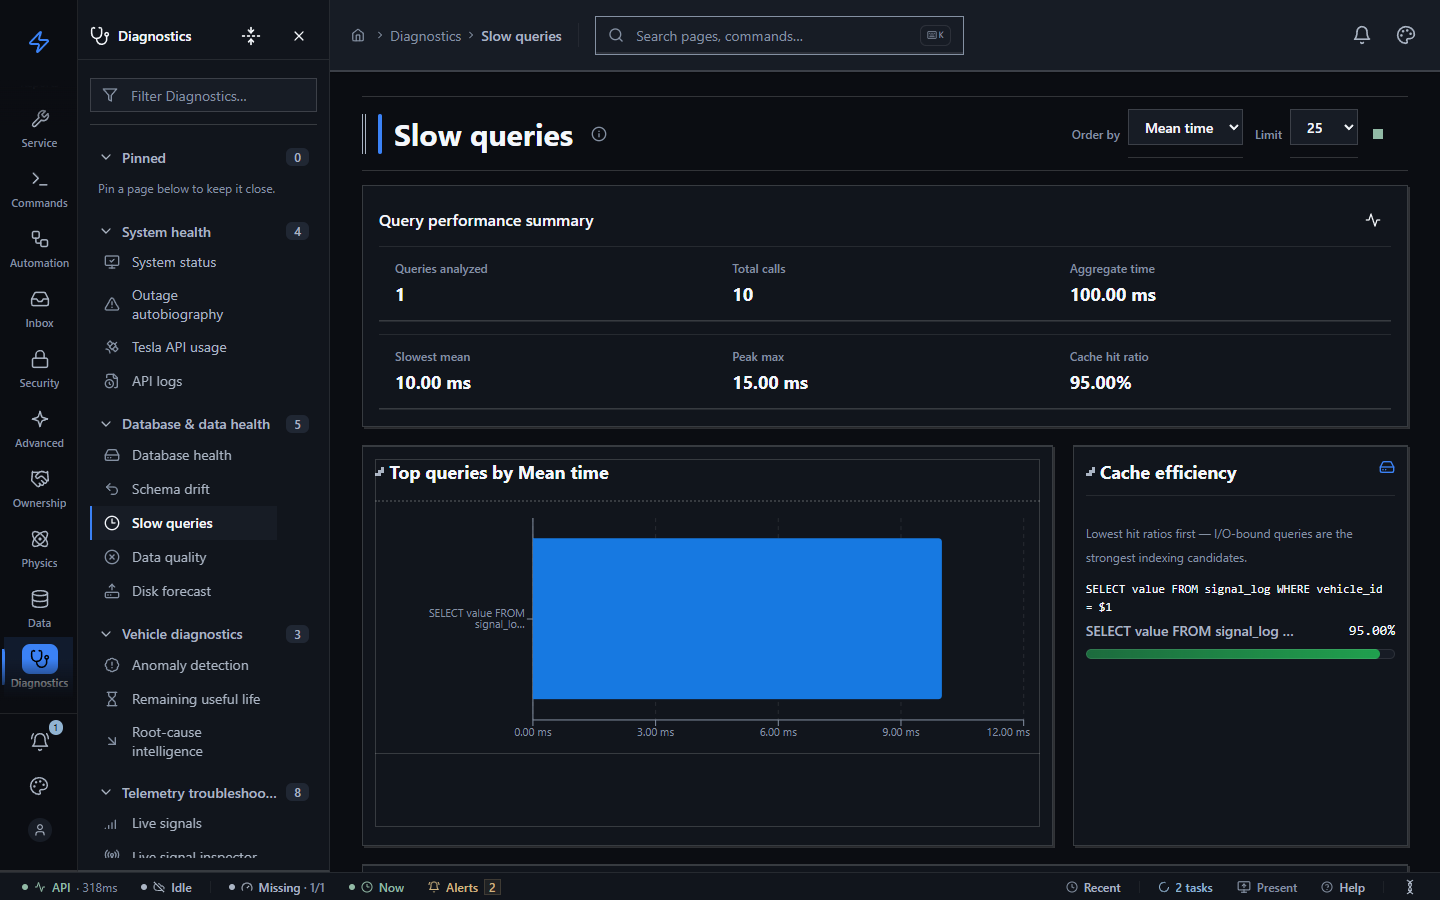 Diagnostics
Diagnostics
Slow queries
Search pages, commands...
K
Filter Diagnostics...
Service
Commands
Automation
Inbox
Security
Advanced
Ownership
Physics
Data
Diagnostics
1
Pinned
0
Pin a page below to keep it close.
System health
4
System status
Outage
autobiography
Tesla API usage
API logs
Database & data health
5
Database health
Schema drift
Slow queries
Data quality
Disk forecast
Vehicle diagnostics
3
Anomaly detection
Remaining useful life
Root-cause
intelligence
Telemetry troubleshoo...
8
Live signals
Live signal inspector
Slow queries
Order by
Mean time
Limit
25
Query performance summary
Queries analyzed
1
Total calls
10
Aggregate time
100.00 ms
Slowest mean
10.00 ms
Peak max
15.00 ms
Cache hit ratio
95.00%
Top queries by Mean time
SELECT value FROM
signal_lo...
0.00 ms
3.00 ms
6.00 ms
9.00 ms
12.00 ms
Cache efficiency
Lowest hit ratios first — I/O-bound queries are the
strongest indexing candidates.
SELECT value FROM signal_log WHERE vehicle_id
= $1
SELECT value FROM signal_log ...
95.00%
API · 318ms
Idle
Missing · 1/1
Now
Alerts 2
Recent
2 tasks
Present
Help